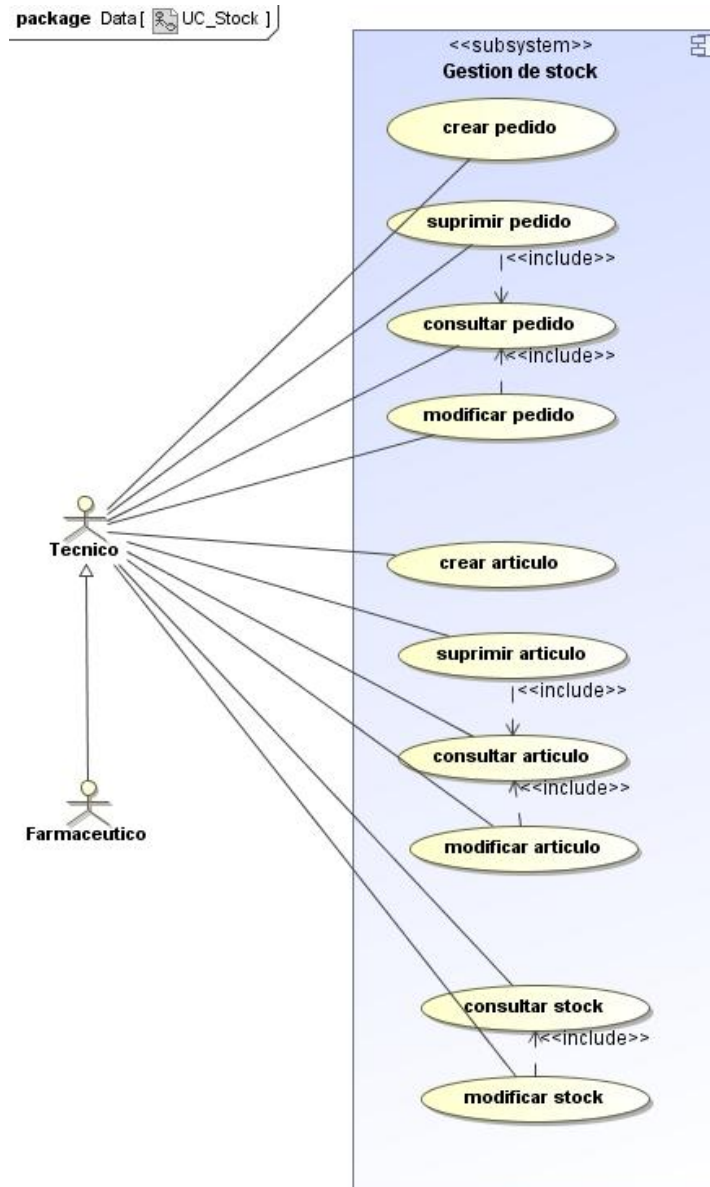 package Data[ UC_Stock ]
<<subsystem>>
Gestion de stock
crear pedido
suprimir pedido
<<include>>
consultar pedido
<<include>>
modificar pedido
Tecnico
crear articulo
suprimir articulo
<<include>>
consultar articulo
<<include>>
Farmaceutico
modificar articulo
consultar stock
<<include>>
modificar stock